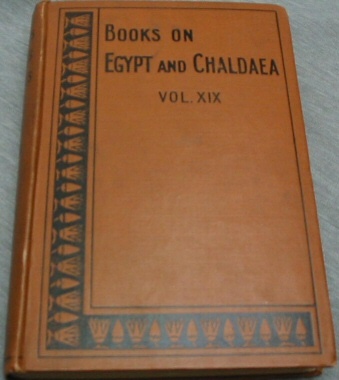 BOOKS ON
EGYPT AND CHALDAEA
VOL. XIX